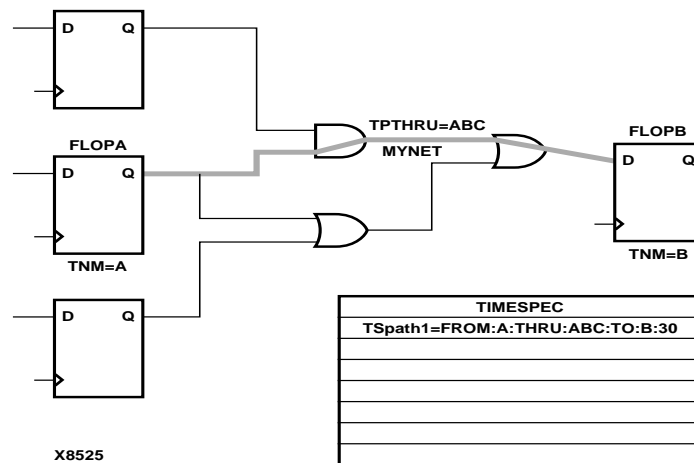 D Q
TPTHRU=ABC
MYNET
FLOPA
D Q
TNM=A
FLOPB
D Q
TNM=B
D Q
TIMESPEC
TSpath1=FROM:A:THRU:ABC:TO:B:30
X8525